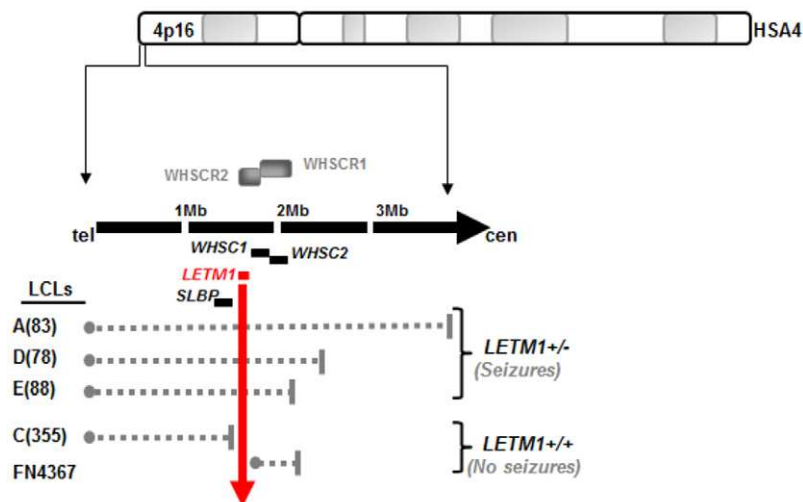 4p16 HSA4
WHSCR2 WHSCR1
1Mb 2Mb 3Mb
tel cen
WHSC1 WHSC2
LETM1
SLBP
LCLs
A(83)
D(78)
E(88)
LETM1+/-
(Seizures)
C(355)
FN4367
LETM1+/+
(No seizures)